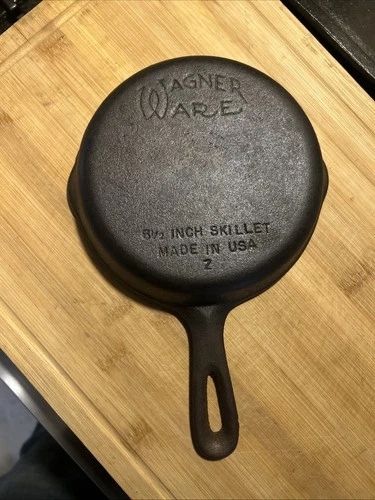 WAGNER
WARE
6½ INCH SKILLET
MADE IN USA
Z